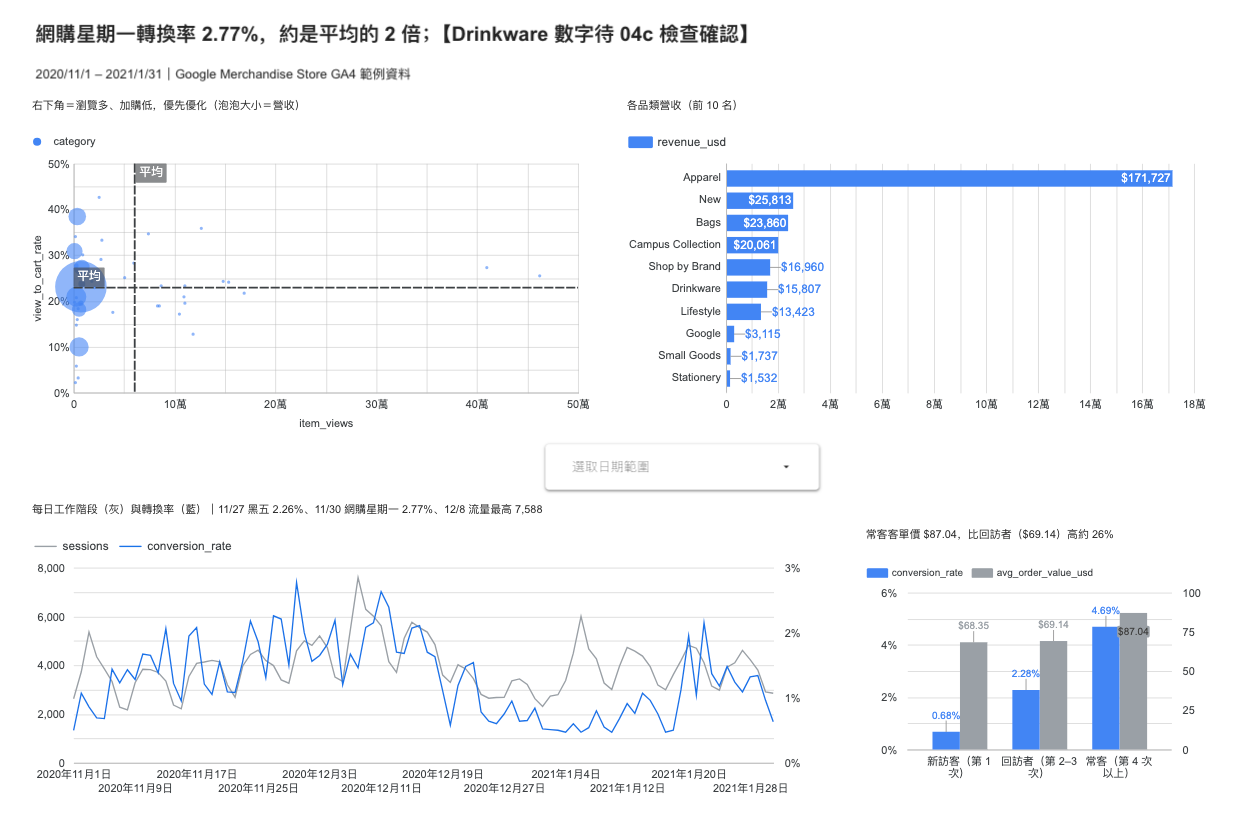 網購星期一轉換率 2.77%，約是平均的 2 倍；【Drinkware 數字待 04c 檢查確認】
2020/11/1 – 2021/1/31｜Google Merchandise Store GA4 範例資料
右下角＝瀏覽多、加購低，優先優化（泡泡大小＝營收）
category
view_to_cart_rate
50%
40%
30%
20%
10%
0%
平均
平均
0
10萬
20萬
30萬
40萬
50萬
item_views
各品類營收（前 10 名）
revenue_usd
Apparel
$171,727
New
$25,813
Bags
$23,860
Campus Collection
$20,061
Shop by Brand
$16,960
Drinkware
$15,807
Lifestyle
$13,423
Google
$3,115
Small Goods
$1,737
Stationery
$1,532
0
2萬
4萬
6萬
8萬
10萬
12萬
14萬
16萬
18萬
選取日期範圍
每日工作階段（灰）與轉換率（藍）｜11/27 黑五 2.26%、11/30 網購星期一 2.77%、12/8 流量最高 7,588
sessions
conversion_rate
8,000
6,000
4,000
2,000
0
3%
2%
1%
0%
2020年11月1日
2020年11月9日
2020年11月17日
2020年11月25日
2020年12月3日
2020年12月11日
2020年12月19日
2020年12月27日
2021年1月4日
2021年1月12日
2021年1月20日
2021年1月28日
常客客單價 $87.04，比回訪者（$69.14）高約 26%
conversion_rate
avg_order_value_usd
6%
4%
2%
0%
100
75
50
25
0
0.68%
$68.35
2.28%
$69.14
4.69%
$87.04
新訪客（第 1
次）
回訪者（第 2–3
次）
常客（第 4 次
以上）